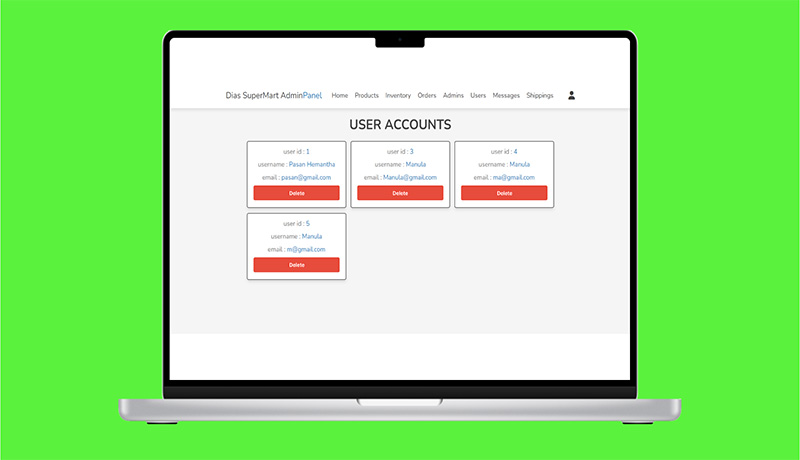 Dias SuperMart AdminPanel Home Products Inventory Orders Admins Users Messages Shippings
USER ACCOUNTS
user id : 1
username : Pasan Hemantha
email : pasan@gmail.com
Delete
user id : 3
username : Manula
email : Manula@gmail.com
Delete
user id : 4
username : Manula
email : ma@gmail.com
Delete
user id : 5
username : Manula
email : m@gmail.com
Delete